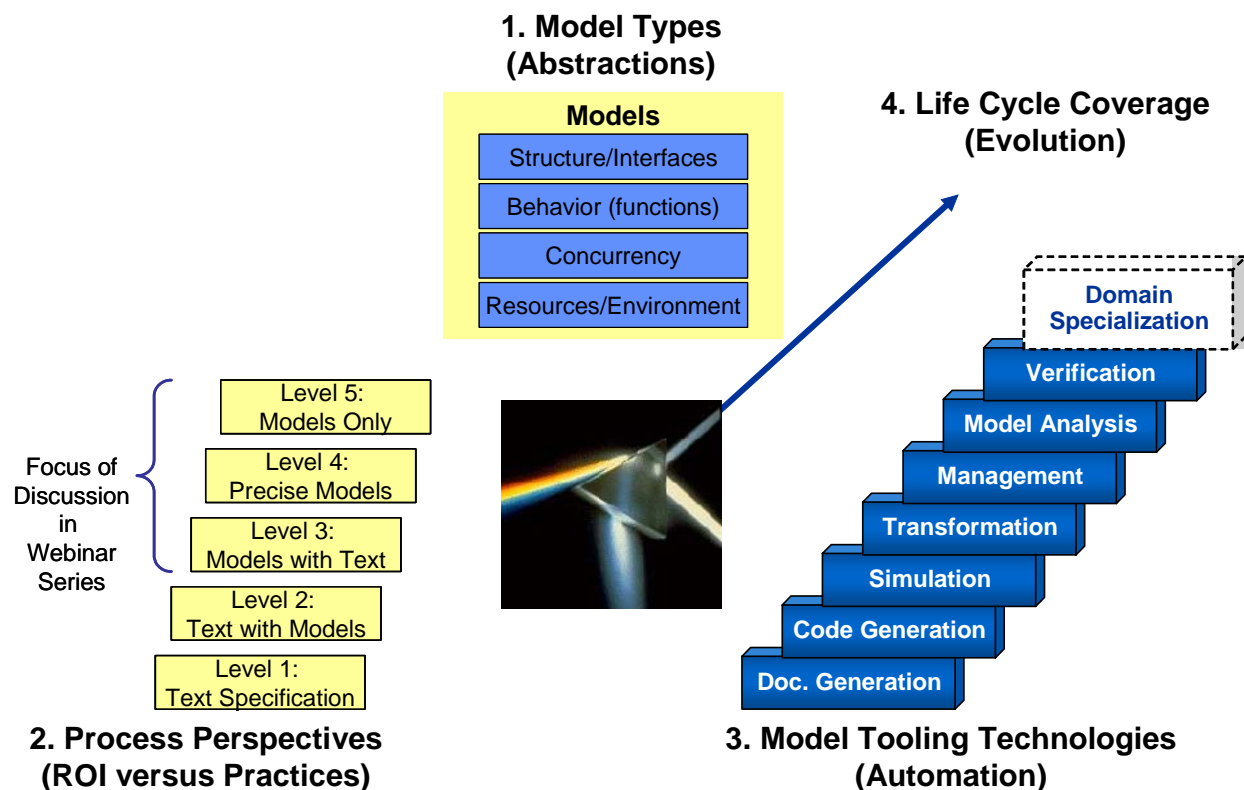 1. Model Types
(Abstractions)
Models
Structure/Interfaces
Behavior (functions)
Concurrency
Resources/Environment
4. Life Cycle Coverage
(Evolution)
Focus of
Discussion
in
Webinar
Series
Level 5:
Models Only
Level 4:
Precise Models
Level 3:
Models with Text
Level 2:
Text with Models
Level 1:
Text Specification
2. Process Perspectives
(ROI versus Practices)
Domain
Specialization
Verification
Model Analysis
Management
Transformation
Simulation
Code Generation
Doc. Generation
3. Model Tooling Technologies
(Automation)